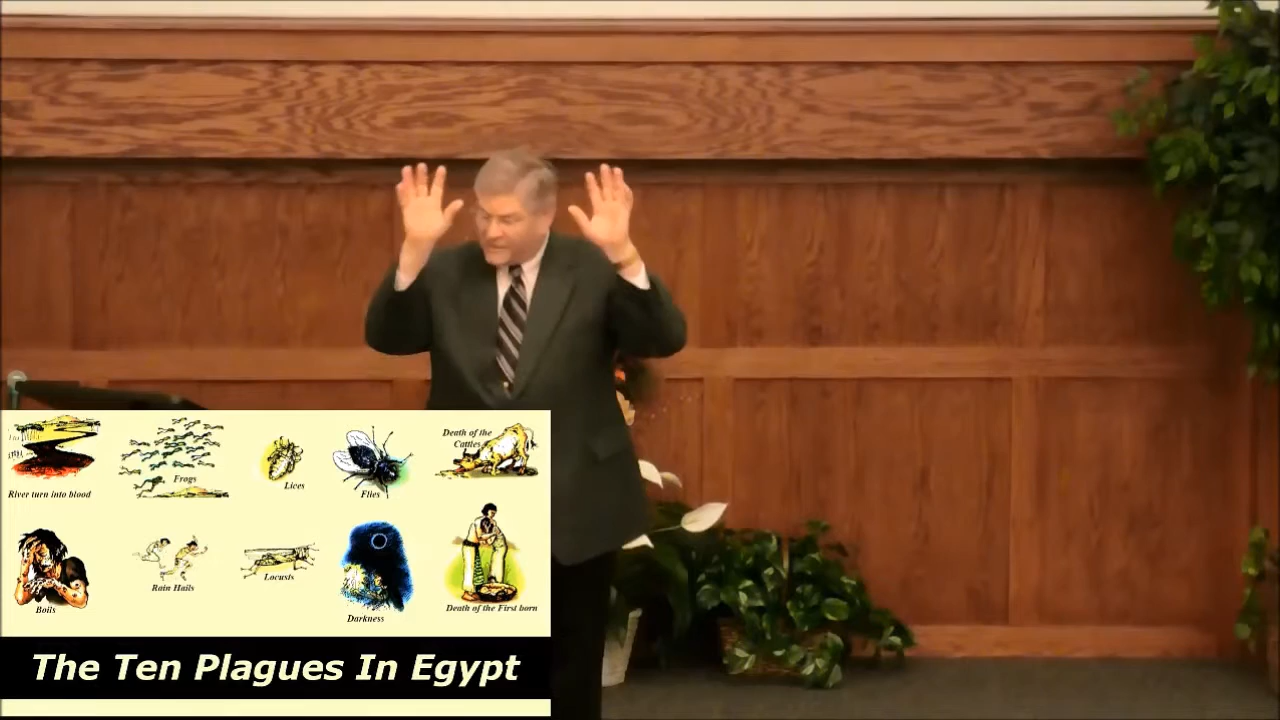 River turn into blood
Frogs
Lices
Flies
Death of the
Cattles
Boils
Rain Hails
Locusts
Darkness
Death of the First born
The Ten Plagues In Egypt